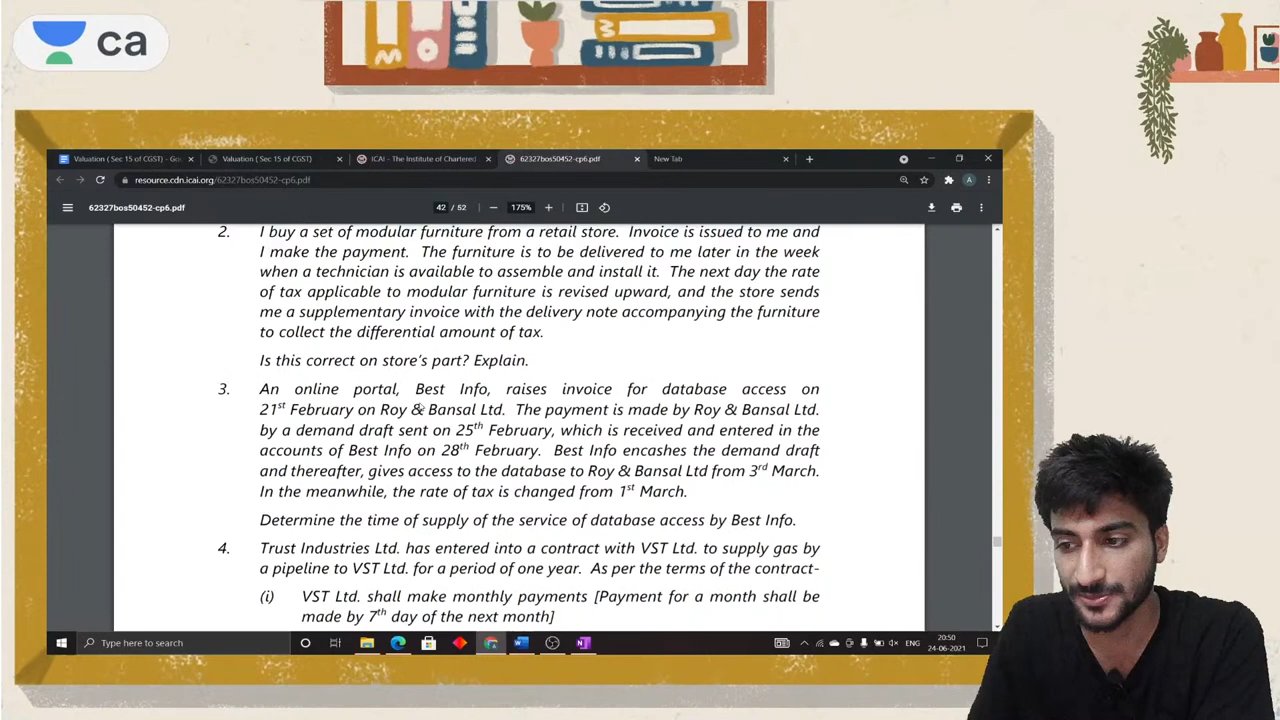 ca
Valuation ( Sec 15 of CGST) - Go
Valuation ( Sec 15 of CGST)
ICAI - The Institute of Chartered
62327bos50452-cp6.pdf
New Tab
resource.cdn.icai.org/62327bos50452-cp6.pdf
A
62327bos50452-cp6.pdf
42 / 52
175%
2. I buy a set of modular furniture from a retail store. Invoice is issued to me and
I make the payment. The furniture is to be delivered to me later in the week
when a technician is available to assemble and install it. The next day the rate
of tax applicable to modular furniture is revised upward, and the store sends
me a supplementary invoice with the delivery note accompanying the furniture
to collect the differential amount of tax.
Is this correct on store's part? Explain.
3. An online portal, Best Info, raises invoice for database access on
21st February on Roy & Bansal Ltd. The payment is made by Roy & Bansal Ltd.
by a demand draft sent on 25th February, which is received and entered in the
accounts of Best Info on 28th February. Best Info encashes the demand draft
and thereafter, gives access to the database to Roy & Bansal Ltd from 3rd March.
In the meanwhile, the rate of tax is changed from 1st March.
Determine the time of supply of the service of database access by Best Info.
4. Trust Industries Ltd. has entered into a contract with VST Ltd. to supply gas by
a pipeline to VST Ltd. for a period of one year. As per the terms of the contract-
(i) VST Ltd. shall make monthly payments [Payment for a month shall be
made by 7th day of the next month]
Type here to search
ENG
20:50
24-06-2021